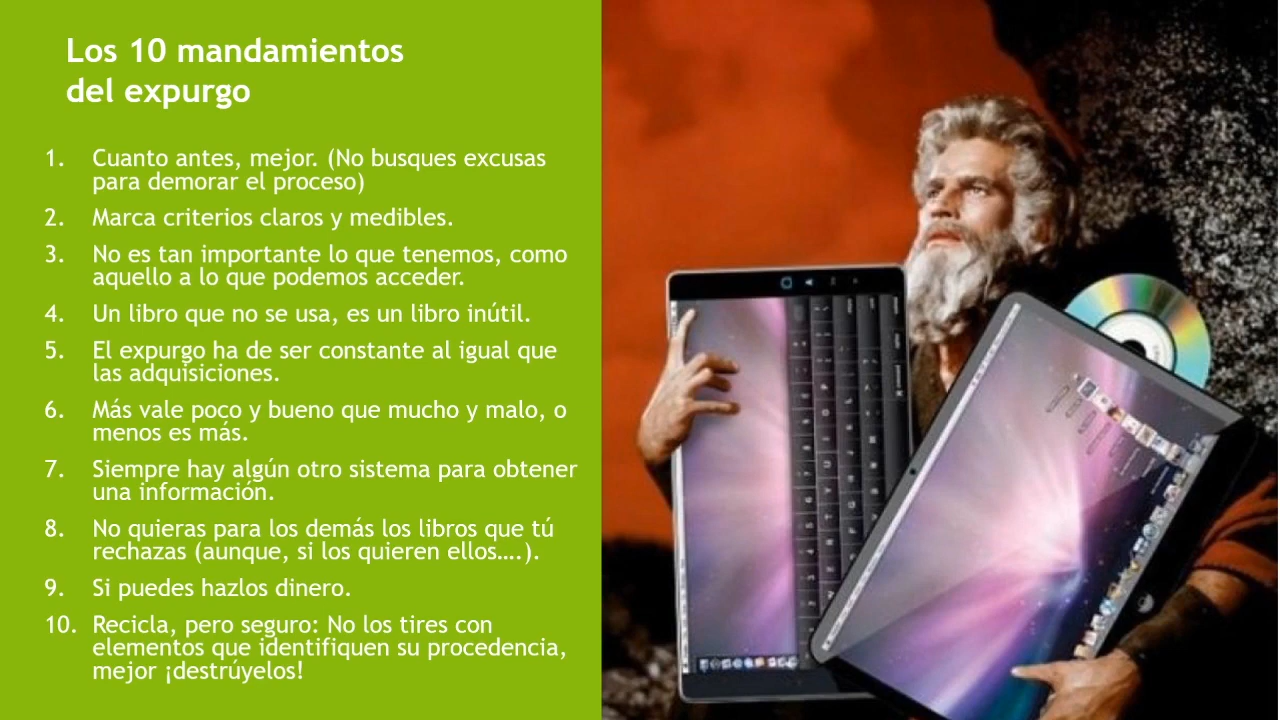 Los 10 mandamientos
del expurgo
1. Cuanto antes, mejor. (No busques excusas
para demorar el proceso)
2. Marca criterios claros y medibles.
3. No es tan importante lo que tenemos, como
aquello a lo que podemos acceder.
4. Un libro que no se usa, es un libro inútil.
5. El expurgo ha de ser constante al igual que
las adquisiciones.
6. Más vale poco y bueno que mucho y malo, o
menos es más.
7. Siempre hay algún otro sistema para obtener
una información.
8. No quieras para los demás los libros que tú
rechazas (aunque, si los quieren ellos….).
9. Si puedes hazlos dinero.
10. Recicla, pero seguro: No los tires con
elementos que identifiquen su procedencia,
mejor ¡destrúyelos!